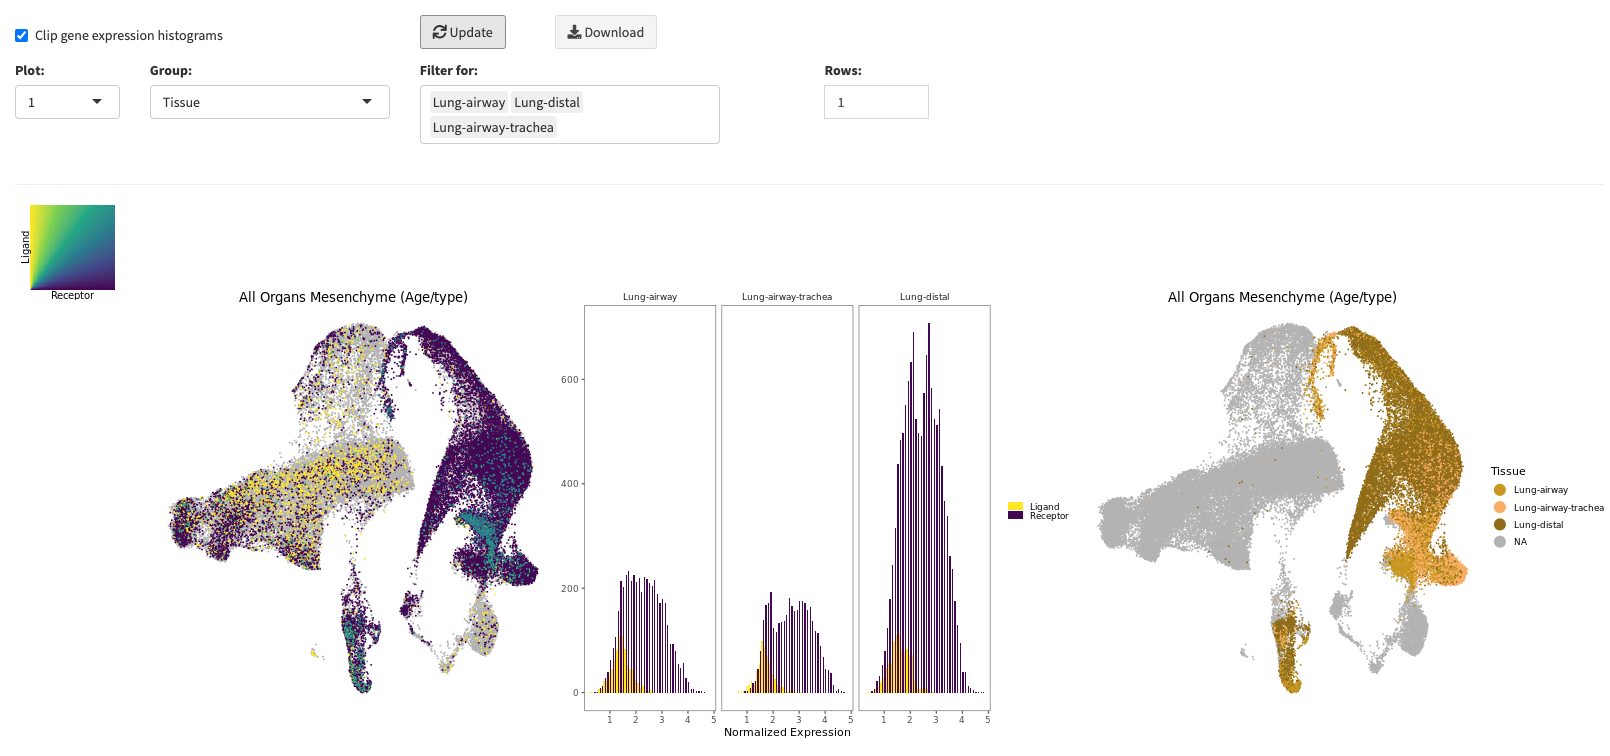 Clip gene expression histograms
Update
Download
Plot:
Group:
Filter for:
Rows:
1
Tissue
Lung-airway Lung-distal
Lung-airway-trachea
1
Ligand
Receptor
All Organs Mesenchyme (Age/type)
Lung-airway
Lung-airway-trachea
Lung-distal
All Organs Mesenchyme (Age/type)
600
400
200
0
1 2 3 4 5
1 2 3 4 5
1 2 3 4 5
Normalized Expression
Ligand
Receptor
Tissue
Lung-airway
Lung-airway-trachea
Lung-distal
NA